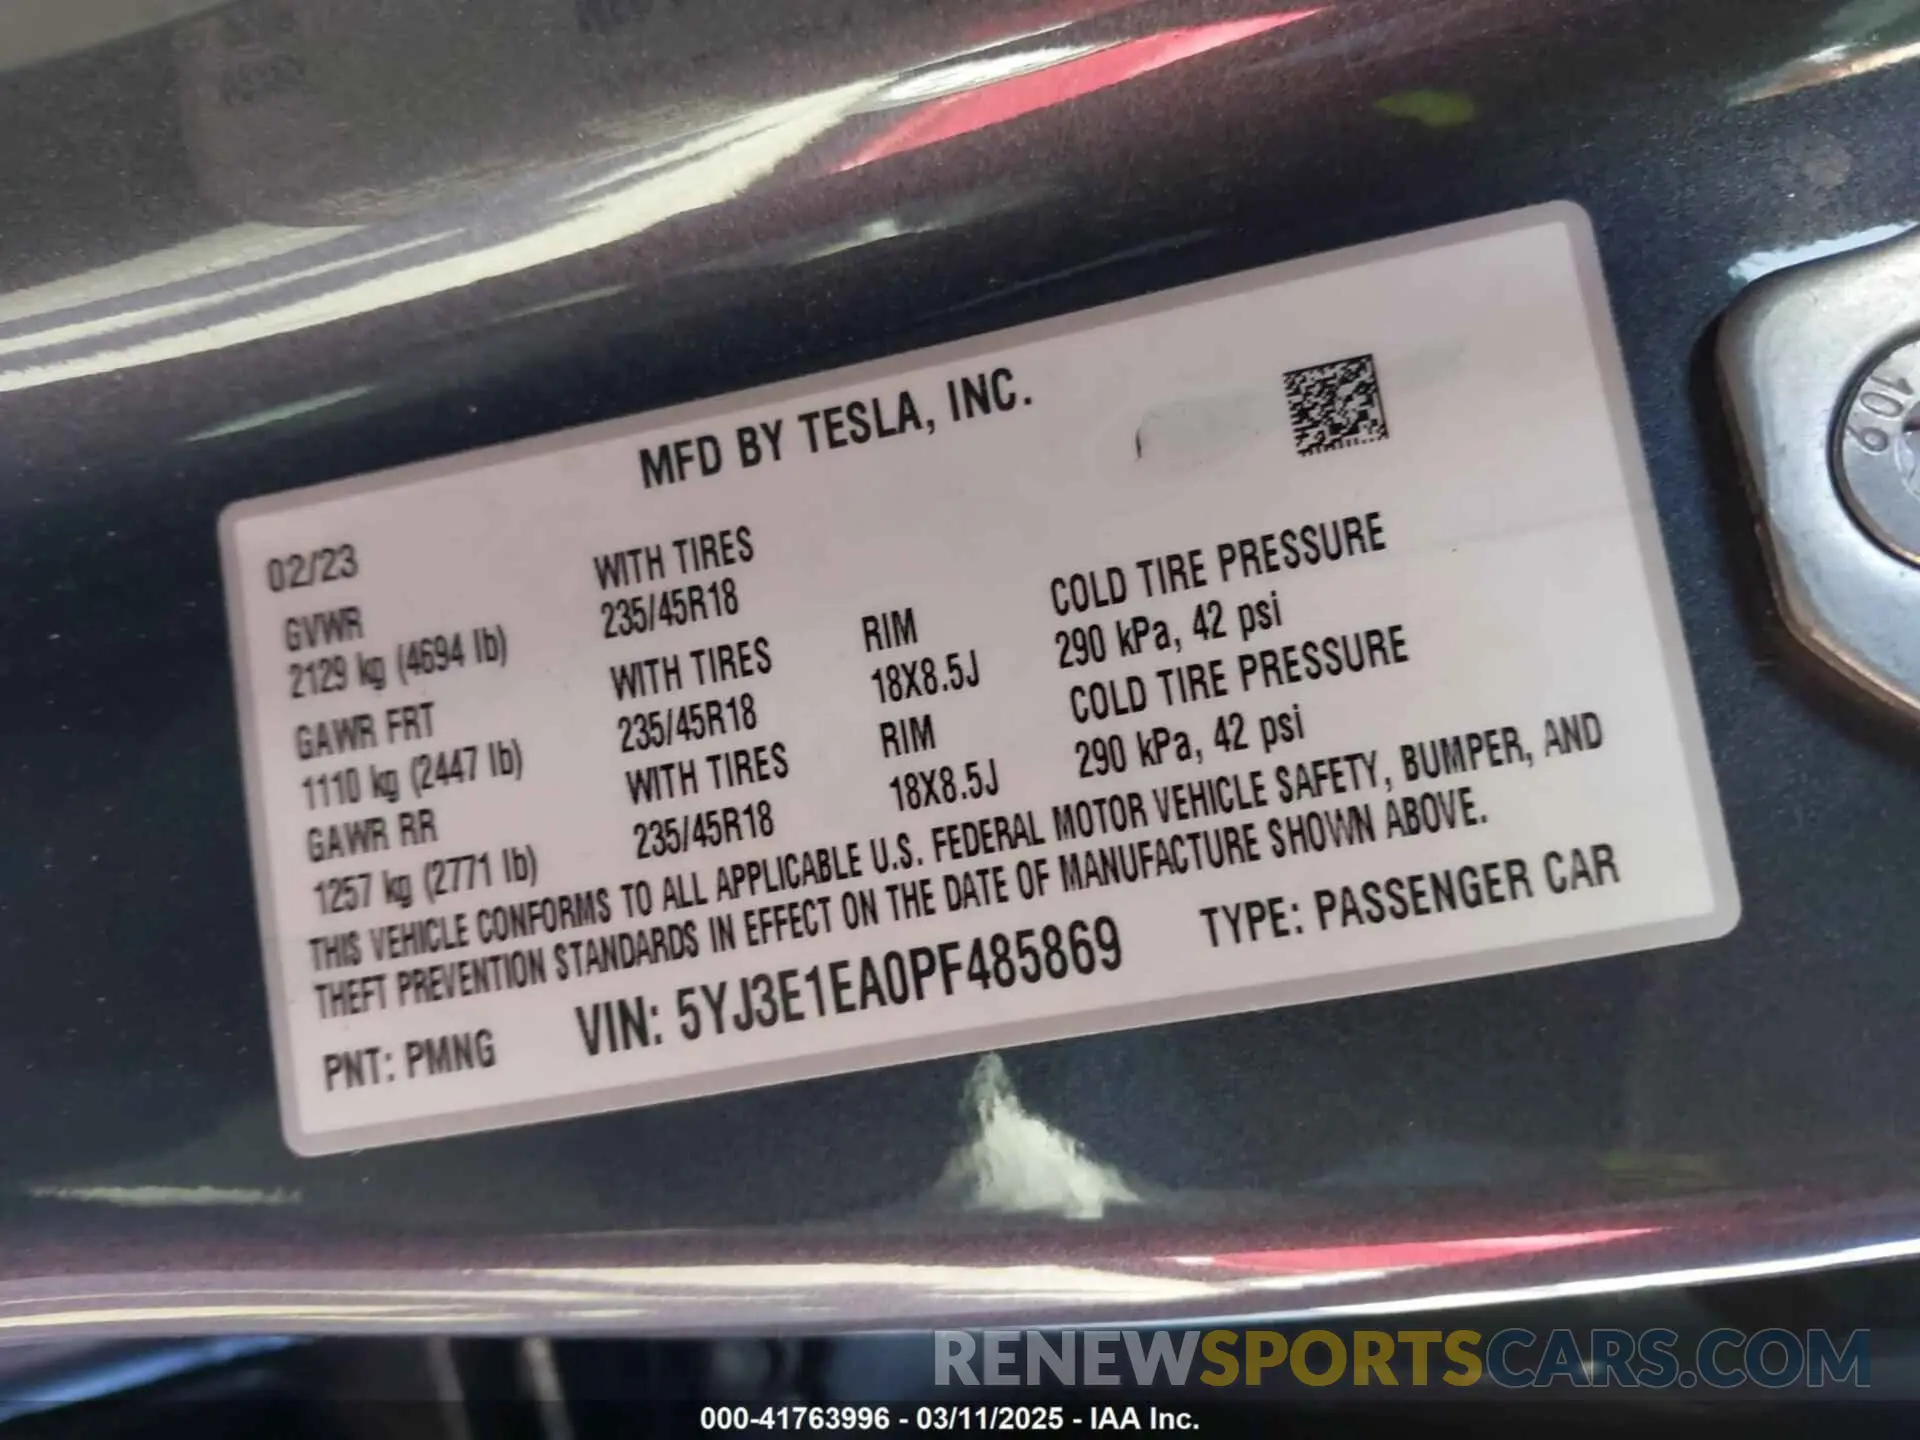 MFD BY TESLA, INC.
02/23
GVWR
2129 kg (4694 lb)
GAWR FRT
1110 kg (2447 lb)
GAWR RR
1257 kg (2771 lb)
WITH TIRES
235/45R18
WITH TIRES
235/45R18
WITH TIRES
235/45R18
RIM
18X8.5J
RIM
18X8.5J
COLD TIRE PRESSURE
290 kPa, 42 psi
COLD TIRE PRESSURE
290 kPa, 42 psi
THIS VEHICLE CONFORMS TO ALL APPLICABLE U.S. FEDERAL MOTOR VEHICLE SAFETY, BUMPER, AND
THEFT PREVENTION STANDARDS IN EFFECT ON THE DATE OF MANUFACTURE SHOWN ABOVE.
PNT: PMNG
VIN: 5YJ3E1EA0PF485869
TYPE: PASSENGER CAR
109
RENEWSPORTSCARS.COM
000-41763996 - 03/11/2025 - IAA Inc.